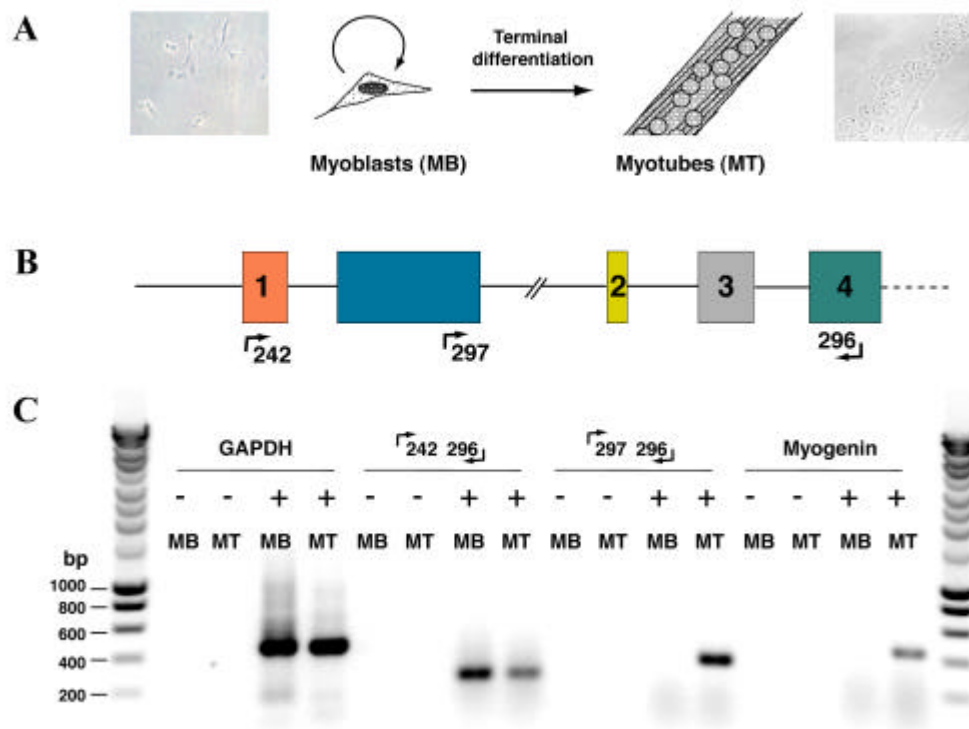 A
Terminal
differentiation
Myoblasts (MB)
Myotubes (MT)
B
1
2
3
4
242
297
296
C
GAPDH
242 296
297 296
Myogenin
- - + + - - + + - - + + - - + +
bp
MB MT MB MT MB MT MB MT MB MT MB MT MB MT MB MT
1000
800
600
400
200